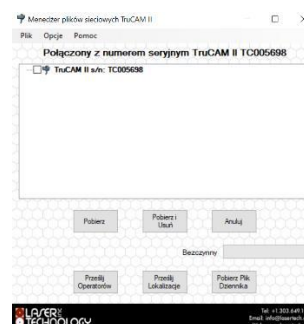 Menedżer plików sieciowych TruCAM II
Plik Opcje Pomoc
Połączony z numerem seryjnym TruCAM II TC005698
TruCAM II s/n: TC005698
Pobierz
Pobierz i
Usuń
Anuluj
Bezczynny
Prześlij
Operatorów
Prześlij
Lokalizacje
Pobierz Plik
Dziennika
LASER
TECHNOLOGY